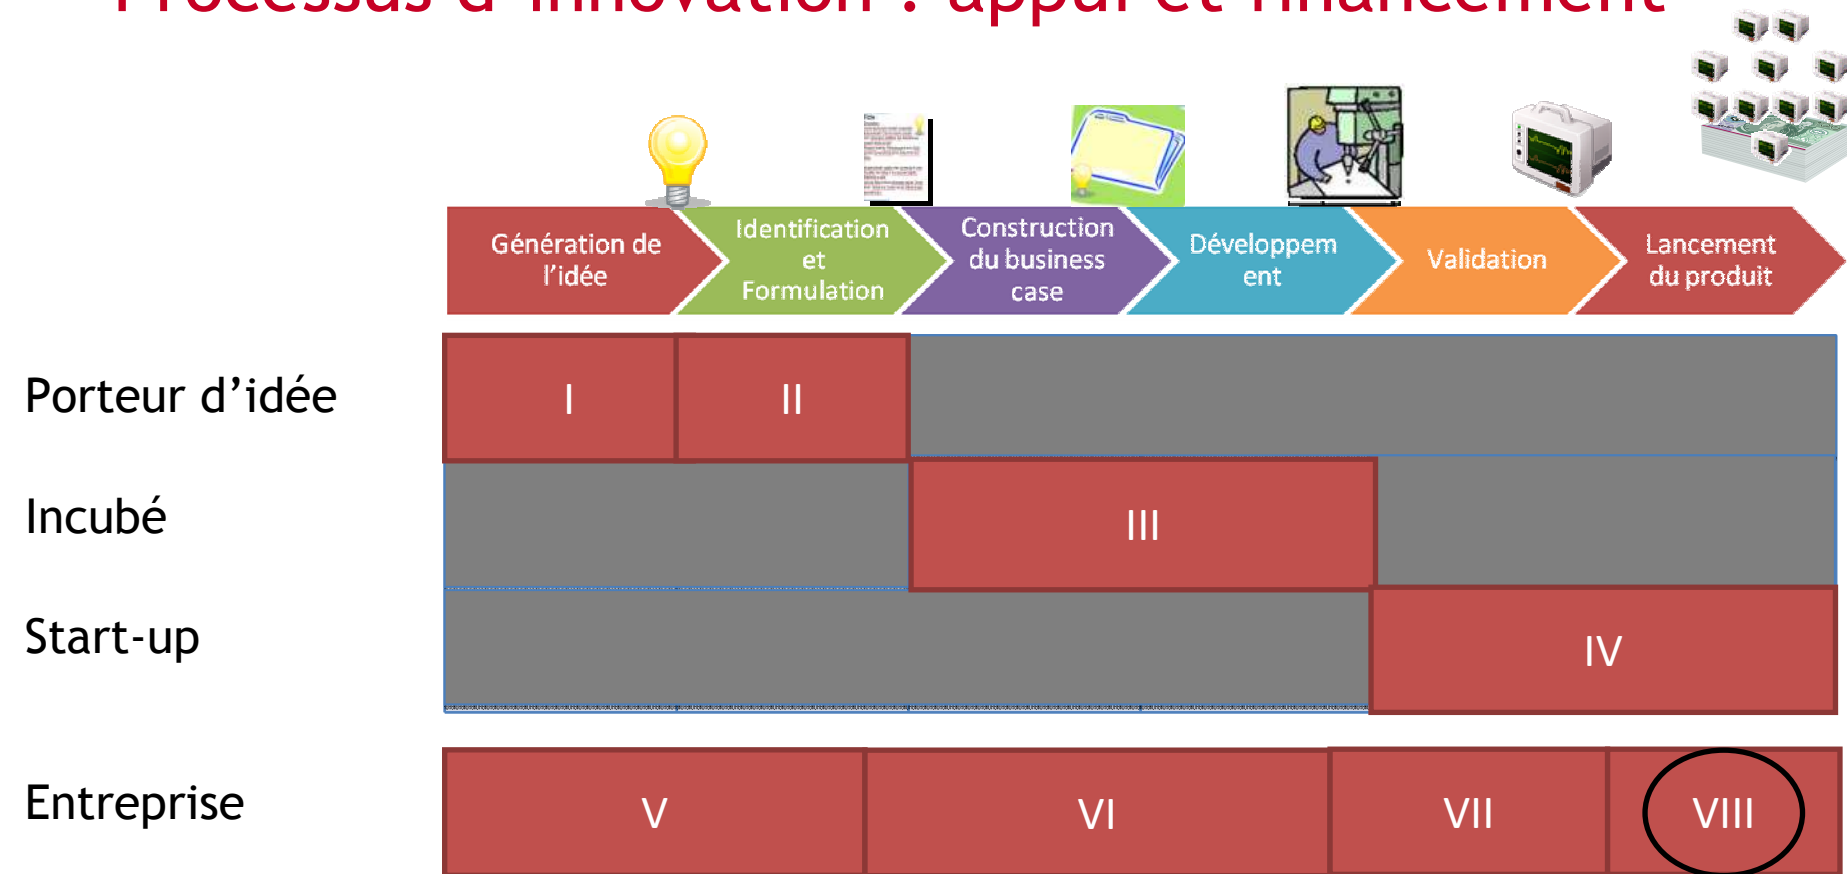 Processus d'innovation : appui et financement
Génération de
l'idée
Identification
et
Formulation
Construction
du business
case
Développem
ent
Validation
Lancement
du produit
Porteur d'idée
I
II
Incubé
III
Start-up
IV
Entreprise
V
VI
VII
VIII